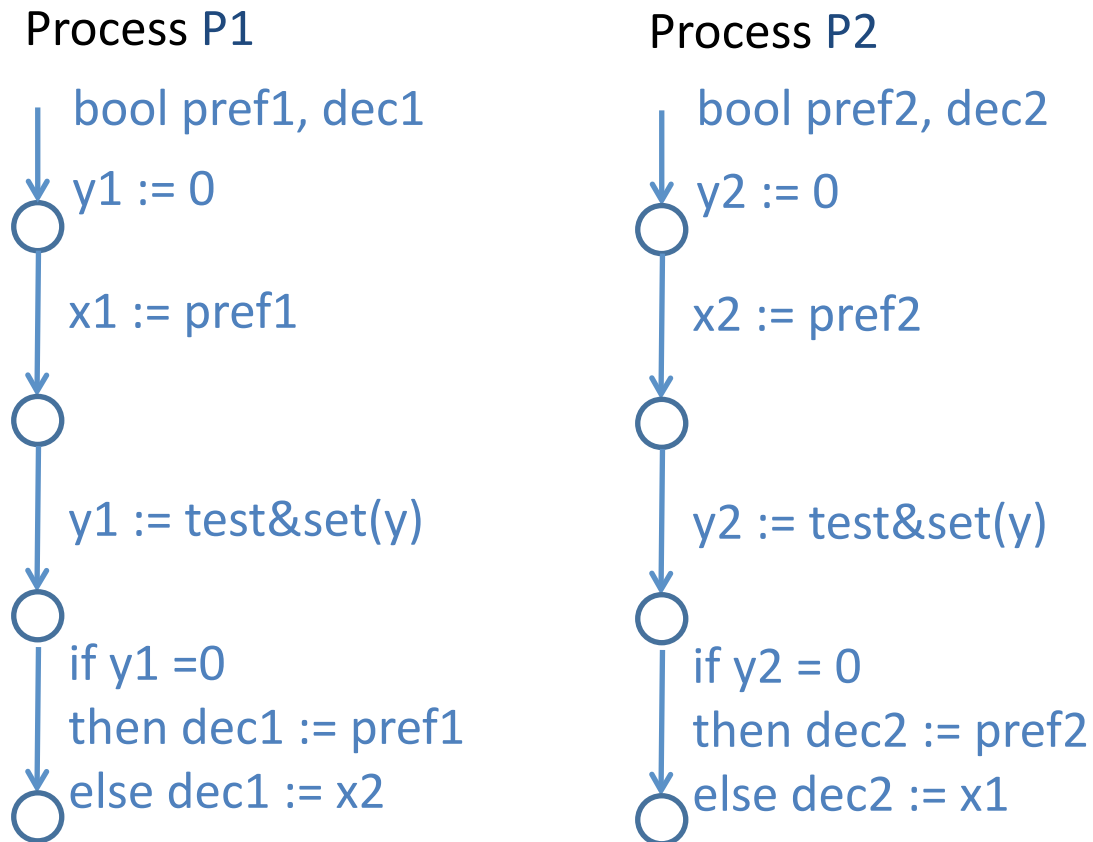 Process P1
bool pref1, dec1
y1 := 0
x1 := pref1
y1 := test&set(y)
if y1 =0
then dec1 := pref1
else dec1 := x2
Process P2
bool pref2, dec2
y2 := 0
x2 := pref2
y2 := test&set(y)
if y2 = 0
then dec2 := pref2
else dec2 := x1